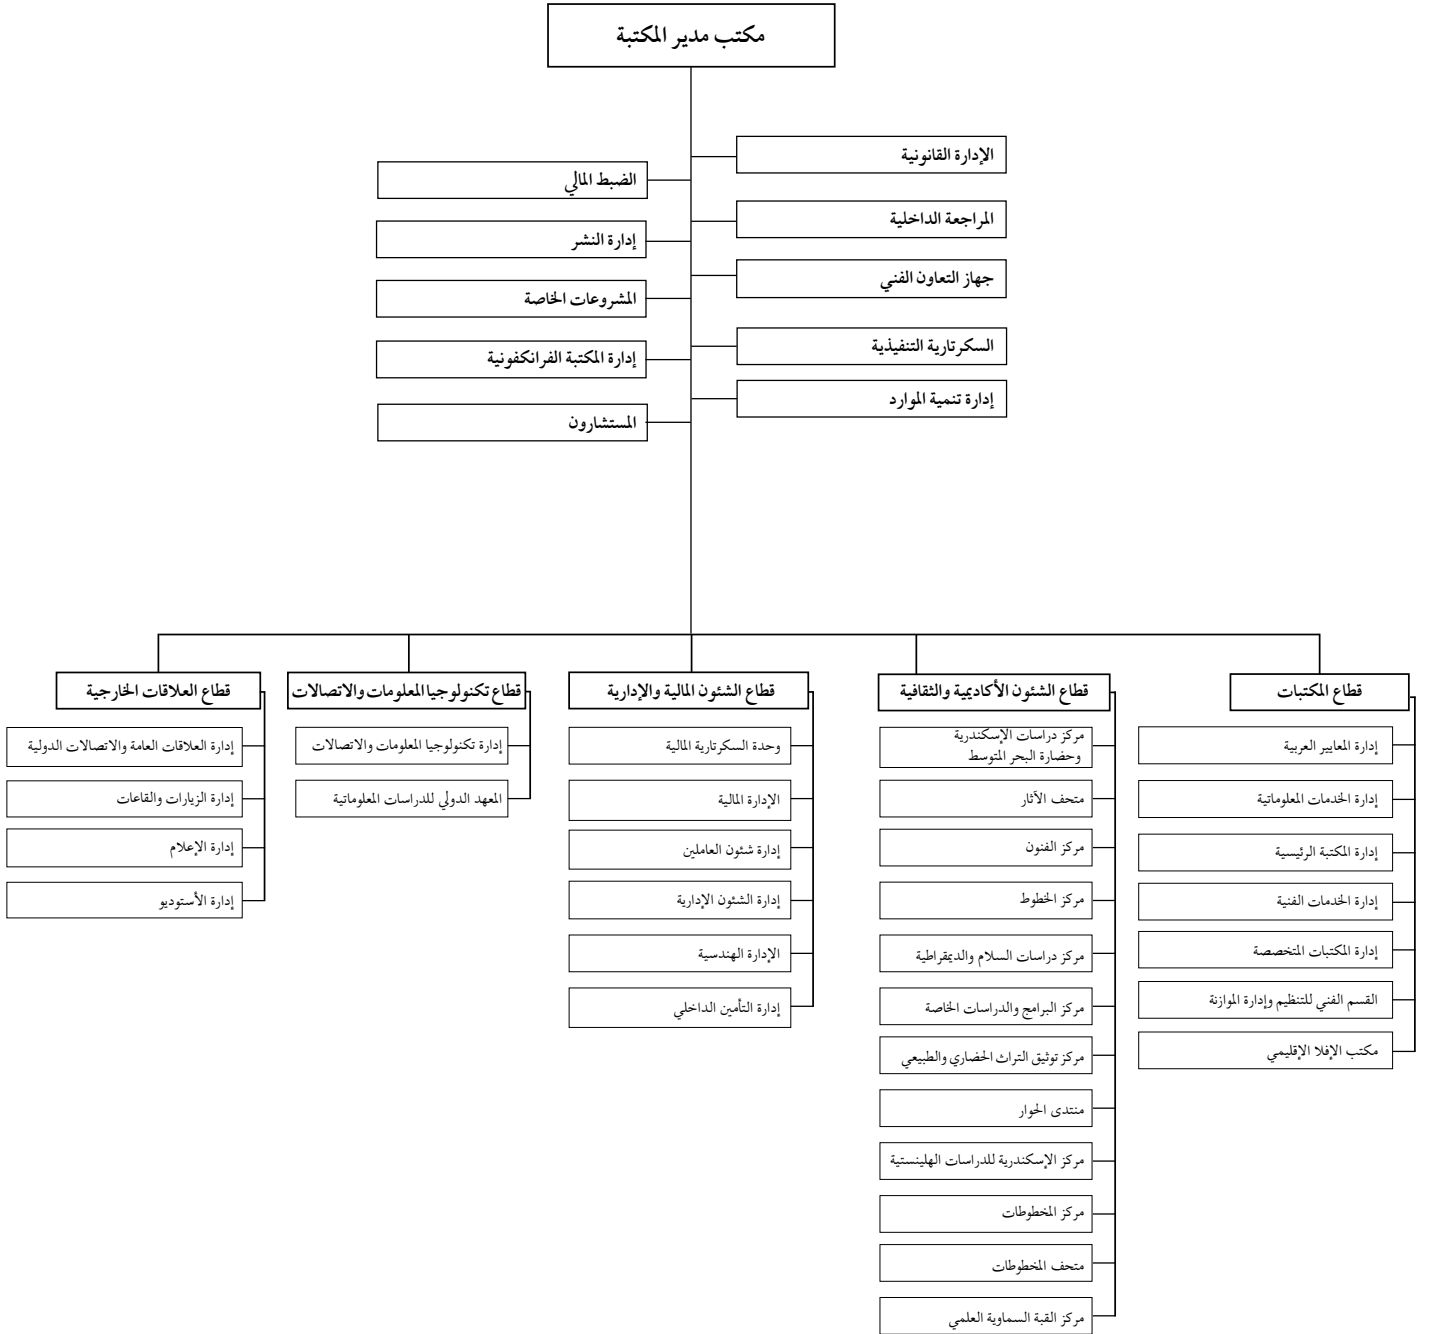 مكتب مدير المكتبة
الإدارة القانونية
المراجعة الداخلية
جهاز التعاون الفني
السكرتارية التنفيذية
إدارة تنمية الموارد
الضبط المالي
إدارة النشر
المشروعات الخاصة
إدارة المكتبة الفرانكفونية
المستشارون
قطاع المكتبات
إدارة المعايير العربية
إدارة الخدمات المعلوماتية
إدارة المكتبة الرئيسية
إدارة الخدمات الفنية
إدارة المكتبات المتخصصة
القسم الفني للتنظيم وإدارة الموازنة
مكتب الإفلا الإقليمي
قطاع الشئون الأكاديمية والثقافية
مركز دراسات الإسكندرية
وحضارة البحر المتوسط
متحف الآثار
مركز الفنون
مركز الخطوط
مركز دراسات السلام والديمقراطية
مركز البرامج والدراسات الخاصة
مركز توثيق التراث الحضاري والطبيعي
منتدى الحوار
مركز الإسكندرية للدراسات الهلينستية
مركز المخطوطات
متحف المخطوطات
مركز القبة السماوية العلمي
قطاع الشئون المالية والإدارية
وحدة السكرتارية المالية
الإدارة المالية
إدارة شئون العاملين
إدارة الشئون الإدارية
الإدارة الهندسية
إدارة التأمين الداخلي
قطاع تكنولوجيا المعلومات والاتصالات
إدارة تكنولوجيا المعلومات والاتصالات
المعهد الدولي للدراسات المعلوماتية
قطاع العلاقات الخارجية
إدارة العلاقات العامة والاتصالات الدولية
إدارة الزيارات والقاعات
إدارة الإعلام
إدارة الأستوديو